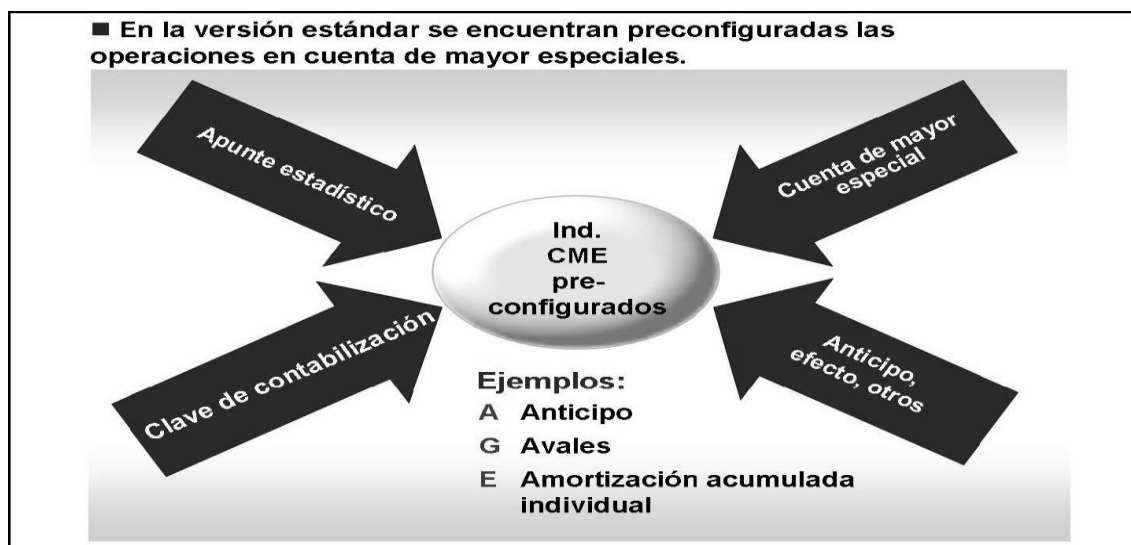 ■ En la versión estándar se encuentran preconfiguradas las
operaciones en cuenta de mayor especiales.
Apunte estadístico
Cuenta de mayor
especial
Ind.
CME
pre-
configurados
Clave de contabilización
Anticipo,
efecto, otros
Ejemplos:
A Anticipo
G Avales
E Amortización acumulada
individual